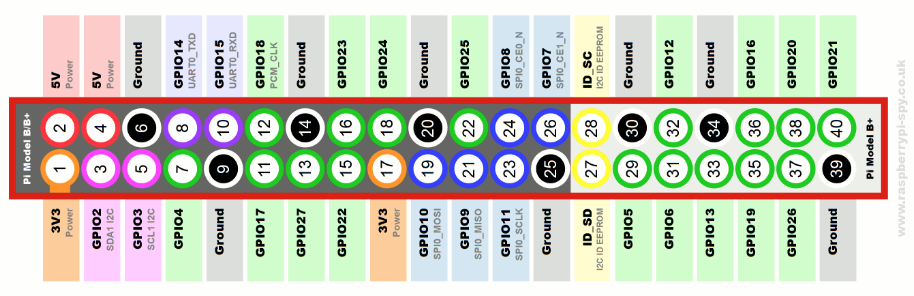 5V
Power
5V
Power
Ground
GPIO14
UART0_TXD
GPIO15
UART0_RXD
GPIO18
PCM_CLK
Ground
GPIO23
GPIO24
Ground
GPIO25
GPIO8
SPI0_CE0_N
GPIO7
SPI0_CE1_N
ID_SC
I2C ID EEPROM
Ground
GPIO12
Ground
GPIO16
GPIO20
GPIO21
Pi Model B/B+
2 4 6 8 10 12 14 16 18 20 22 24 26 28 30 32 34 36 38 40
1 3 5 7 9 11 13 15 17 19 21 23 25 27 29 31 33 35 37 39
Pi Model B+
3V3
Power
GPIO2
SDA1 I2C
GPIO3
SCL1 I2C
GPIO4
Ground
GPIO17
GPIO27
GPIO22
3V3
Power
GPIO10
SPI0_MOSI
GPIO9
SPI0_MISO
GPIO11
SPI0_SCLK
Ground
ID_SD
I2C ID EEPROM
GPIO5
GPIO6
GPIO13
GPIO19
GPIO26
Ground
www.raspberrypi-spy.co.uk